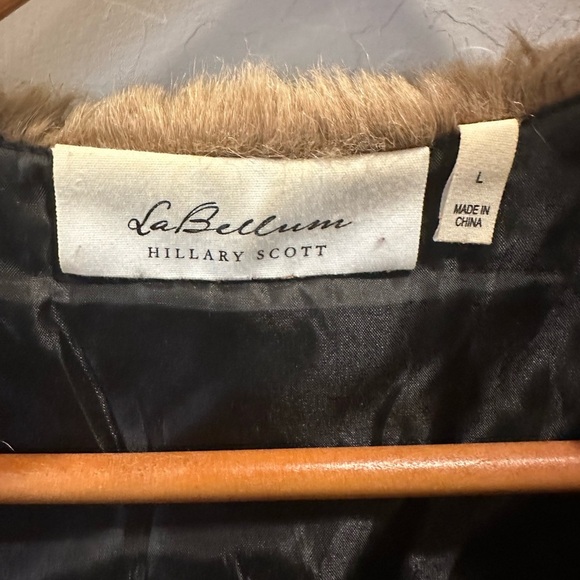 LaBellum
HILLARY SCOTT
L
MADE IN
CHINA